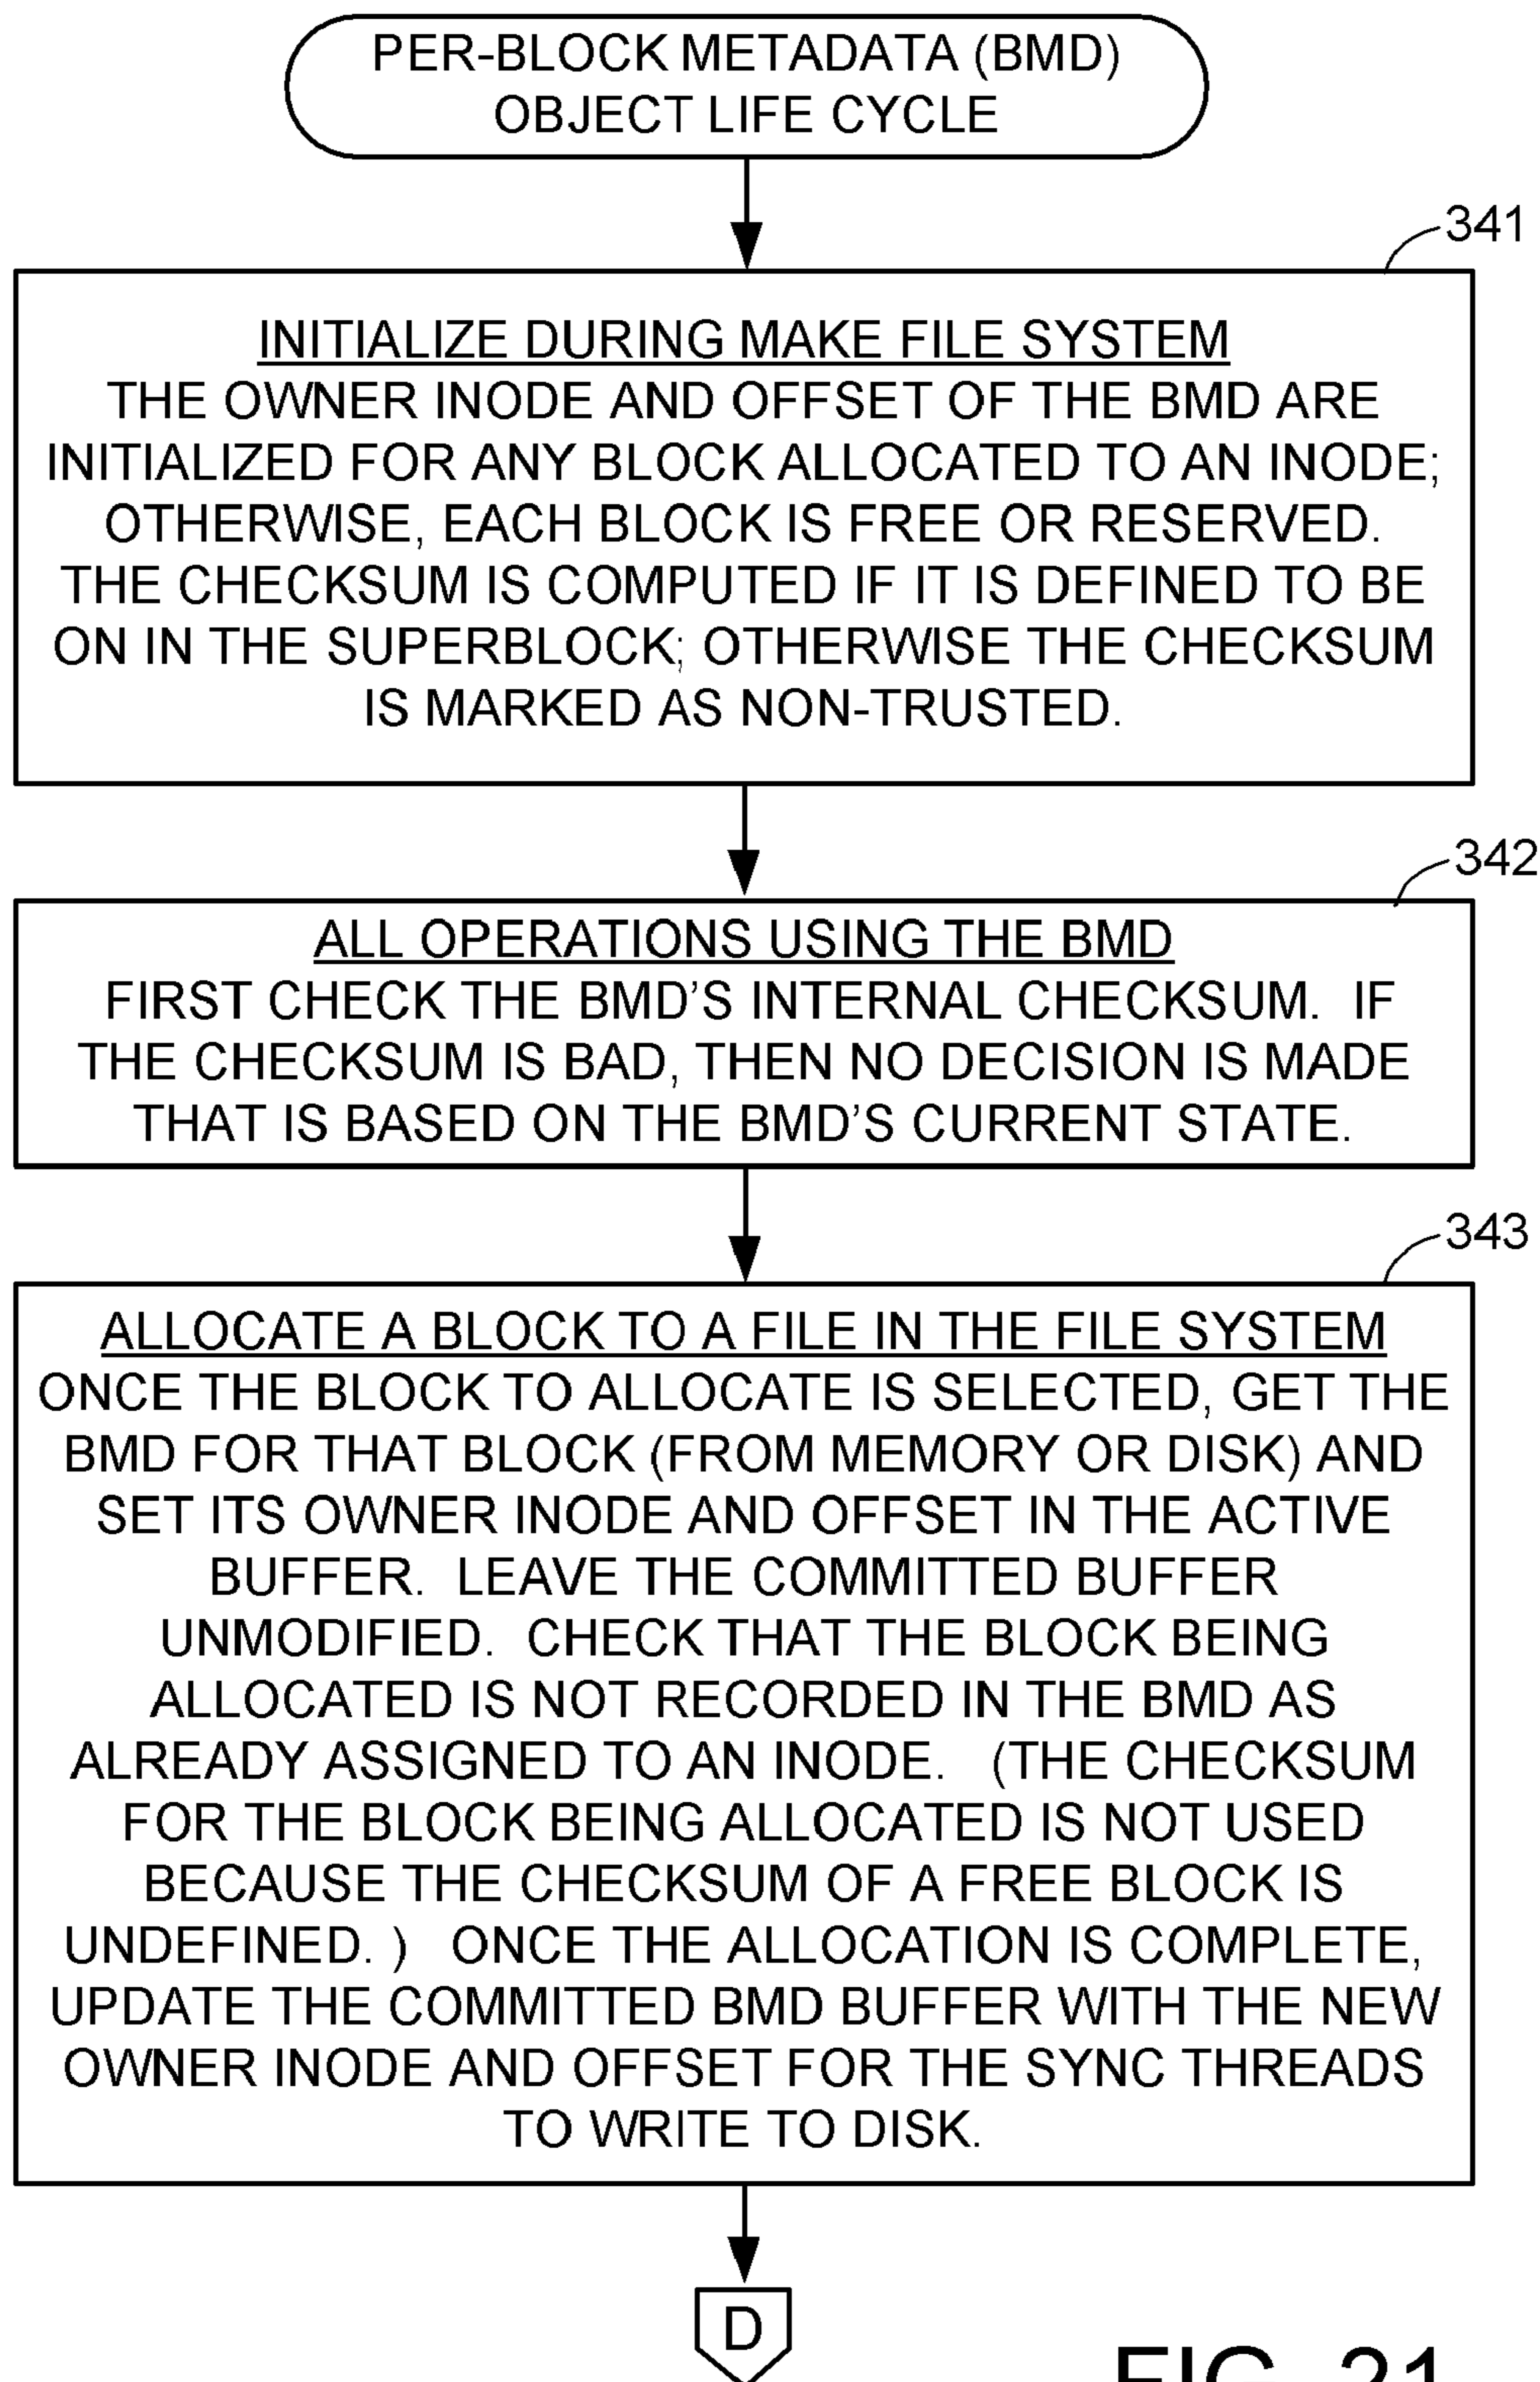 PER-BLOCK METADATA (BMD)
OBJECT LIFE CYCLE
341
INITIALIZE DURING MAKE FILE SYSTEM
THE OWNER INODE AND OFFSET OF THE BMD ARE
INITIALIZED FOR ANY BLOCK ALLOCATED TO AN INODE;
OTHERWISE, EACH BLOCK IS FREE OR RESERVED.
THE CHECKSUM IS COMPUTED IF IT IS DEFINED TO BE
ON IN THE SUPERBLOCK; OTHERWISE THE CHECKSUM
IS MARKED AS NON-TRUSTED.
342
ALL OPERATIONS USING THE BMD
FIRST CHECK THE BMD’S INTERNAL CHECKSUM. IF
THE CHECKSUM IS BAD, THEN NO DECISION IS MADE
THAT IS BASED ON THE BMD’S CURRENT STATE.
343
ALLOCATE A BLOCK TO A FILE IN THE FILE SYSTEM
ONCE THE BLOCK TO ALLOCATE IS SELECTED, GET THE
BMD FOR THAT BLOCK (FROM MEMORY OR DISK) AND
SET ITS OWNER INODE AND OFFSET IN THE ACTIVE
BUFFER. LEAVE THE COMMITTED BUFFER
UNMODIFIED. CHECK THAT THE BLOCK BEING
ALLOCATED IS NOT RECORDED IN THE BMD AS
ALREADY ASSIGNED TO AN INODE. (THE CHECKSUM
FOR THE BLOCK BEING ALLOCATED IS NOT USED
BECAUSE THE CHECKSUM OF A FREE BLOCK IS
UNDEFINED. ) ONCE THE ALLOCATION IS COMPLETE,
UPDATE THE COMMITTED BMD BUFFER WITH THE NEW
OWNER INODE AND OFFSET FOR THE SYNC THREADS
TO WRITE TO DISK.
D
FIG. 21